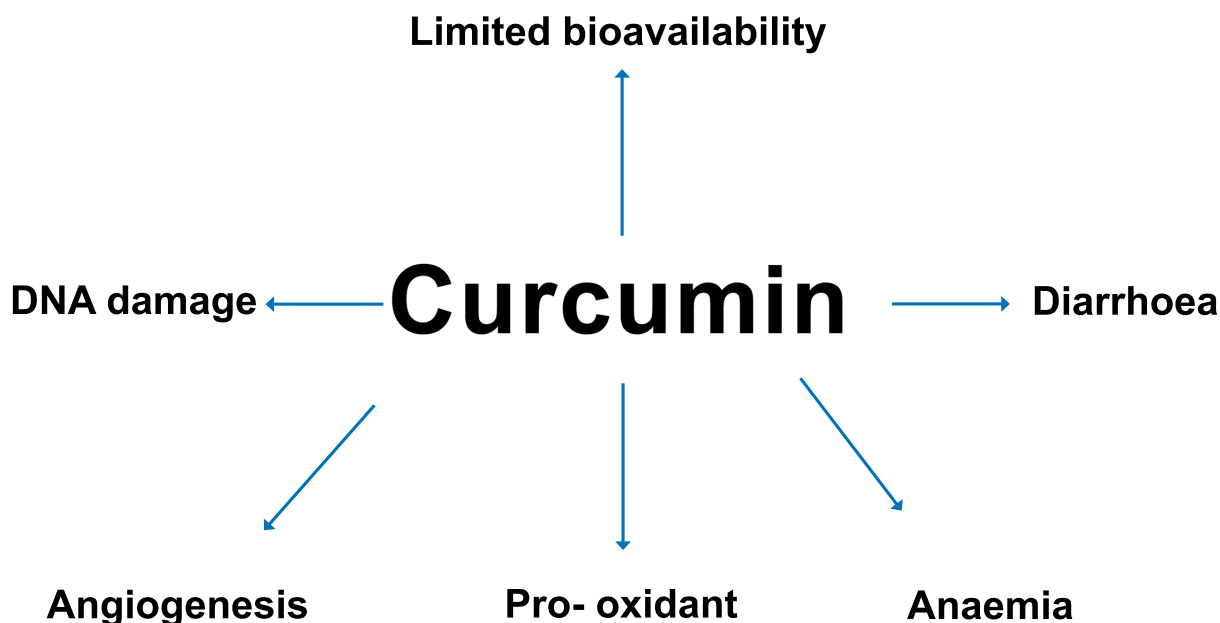 Limited bioavailability
DNA damage
Curcumin
Diarrhoea
Angiogenesis
Pro- oxidant
Anaemia